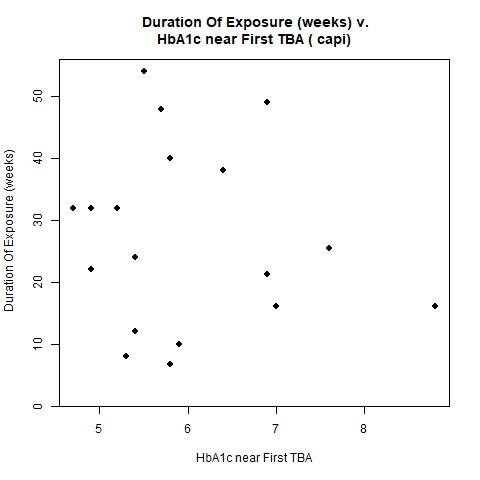 Duration Of Exposure (weeks) v.
HbA1c near First TBA ( capi)
Duration Of Exposure (weeks)
50
40
30
20
10
0
5 6 7 8
HbA1c near First TBA